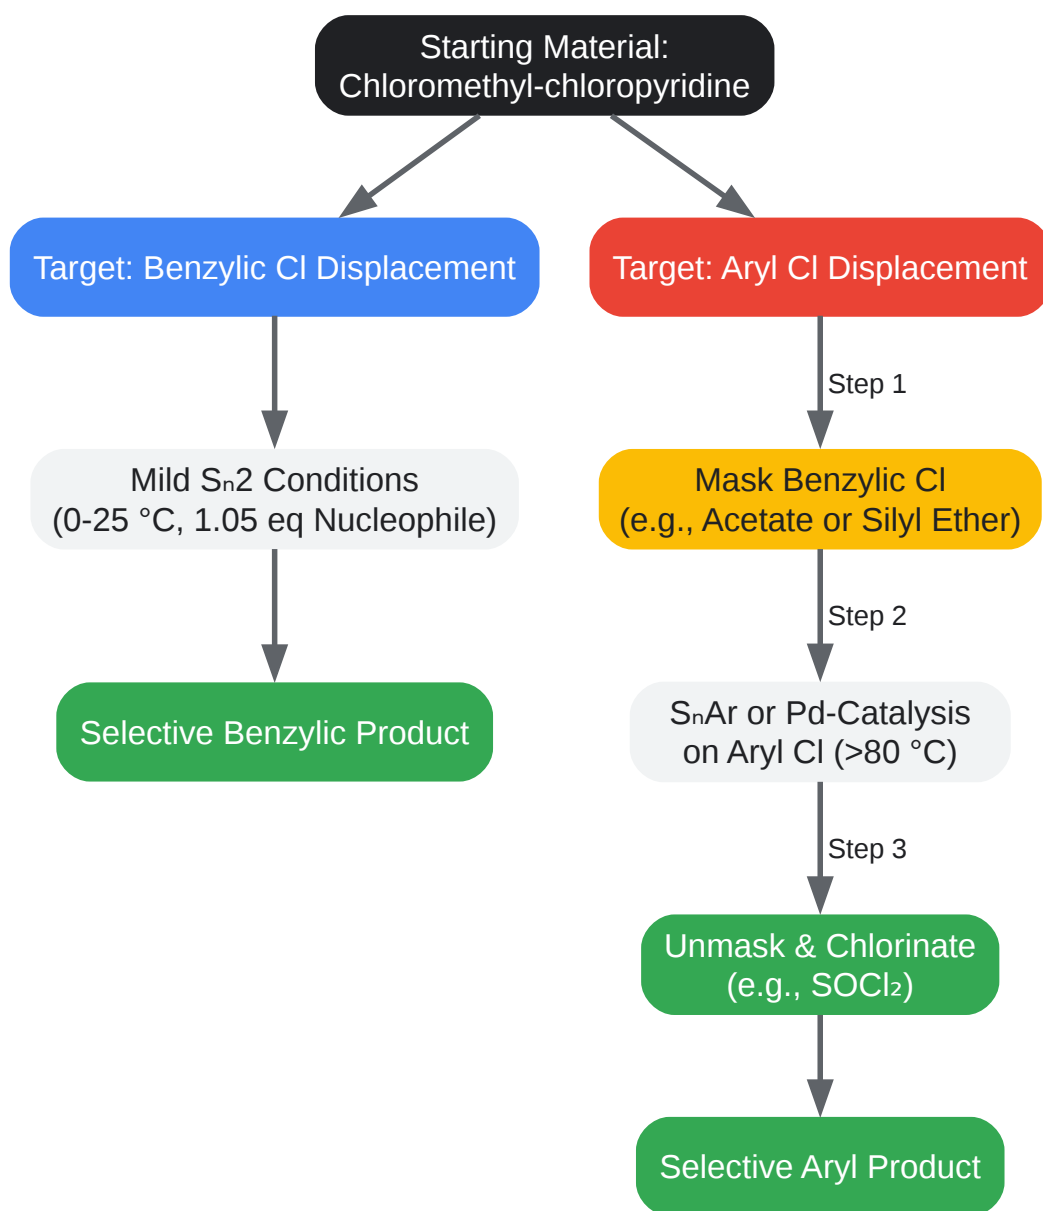 Starting Material:
Chloromethyl-chloropyridine
Target: Benzylic Cl Displacement
Target: Aryl Cl Displacement
Step 1
Mild Sₙ2 Conditions
(0-25 °C, 1.05 eq Nucleophile)
Mask Benzylic Cl
(e.g., Acetate or Silyl Ether)
Step 2
Selective Benzylic Product
SₙAr or Pd-Catalysis
on Aryl Cl (>80 °C)
Step 3
Unmask & Chlorinate
(e.g., SOCl₂)
Selective Aryl Product